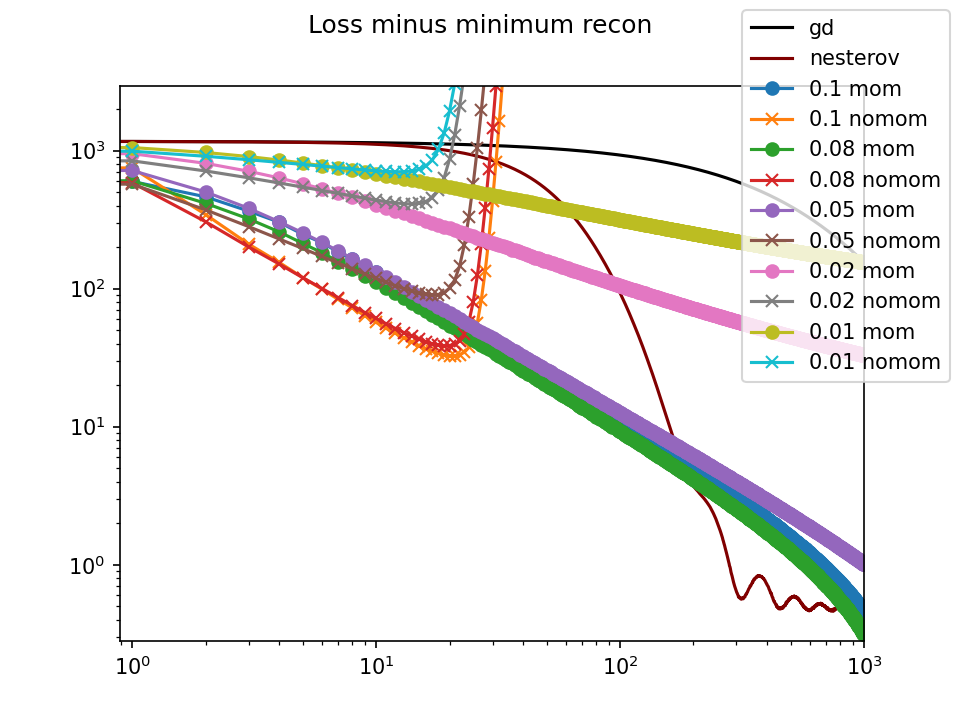 Loss minus minimum recon
gd
nesterov
0.1 mom
0.1 nomom
0.08 mom
0.08 nomom
0.05 mom
0.05 nomom
0.02 mom
0.02 nomom
0.01 mom
0.01 nomom
10³
10²
10¹
10⁰
10⁰ 10¹ 10² 10³